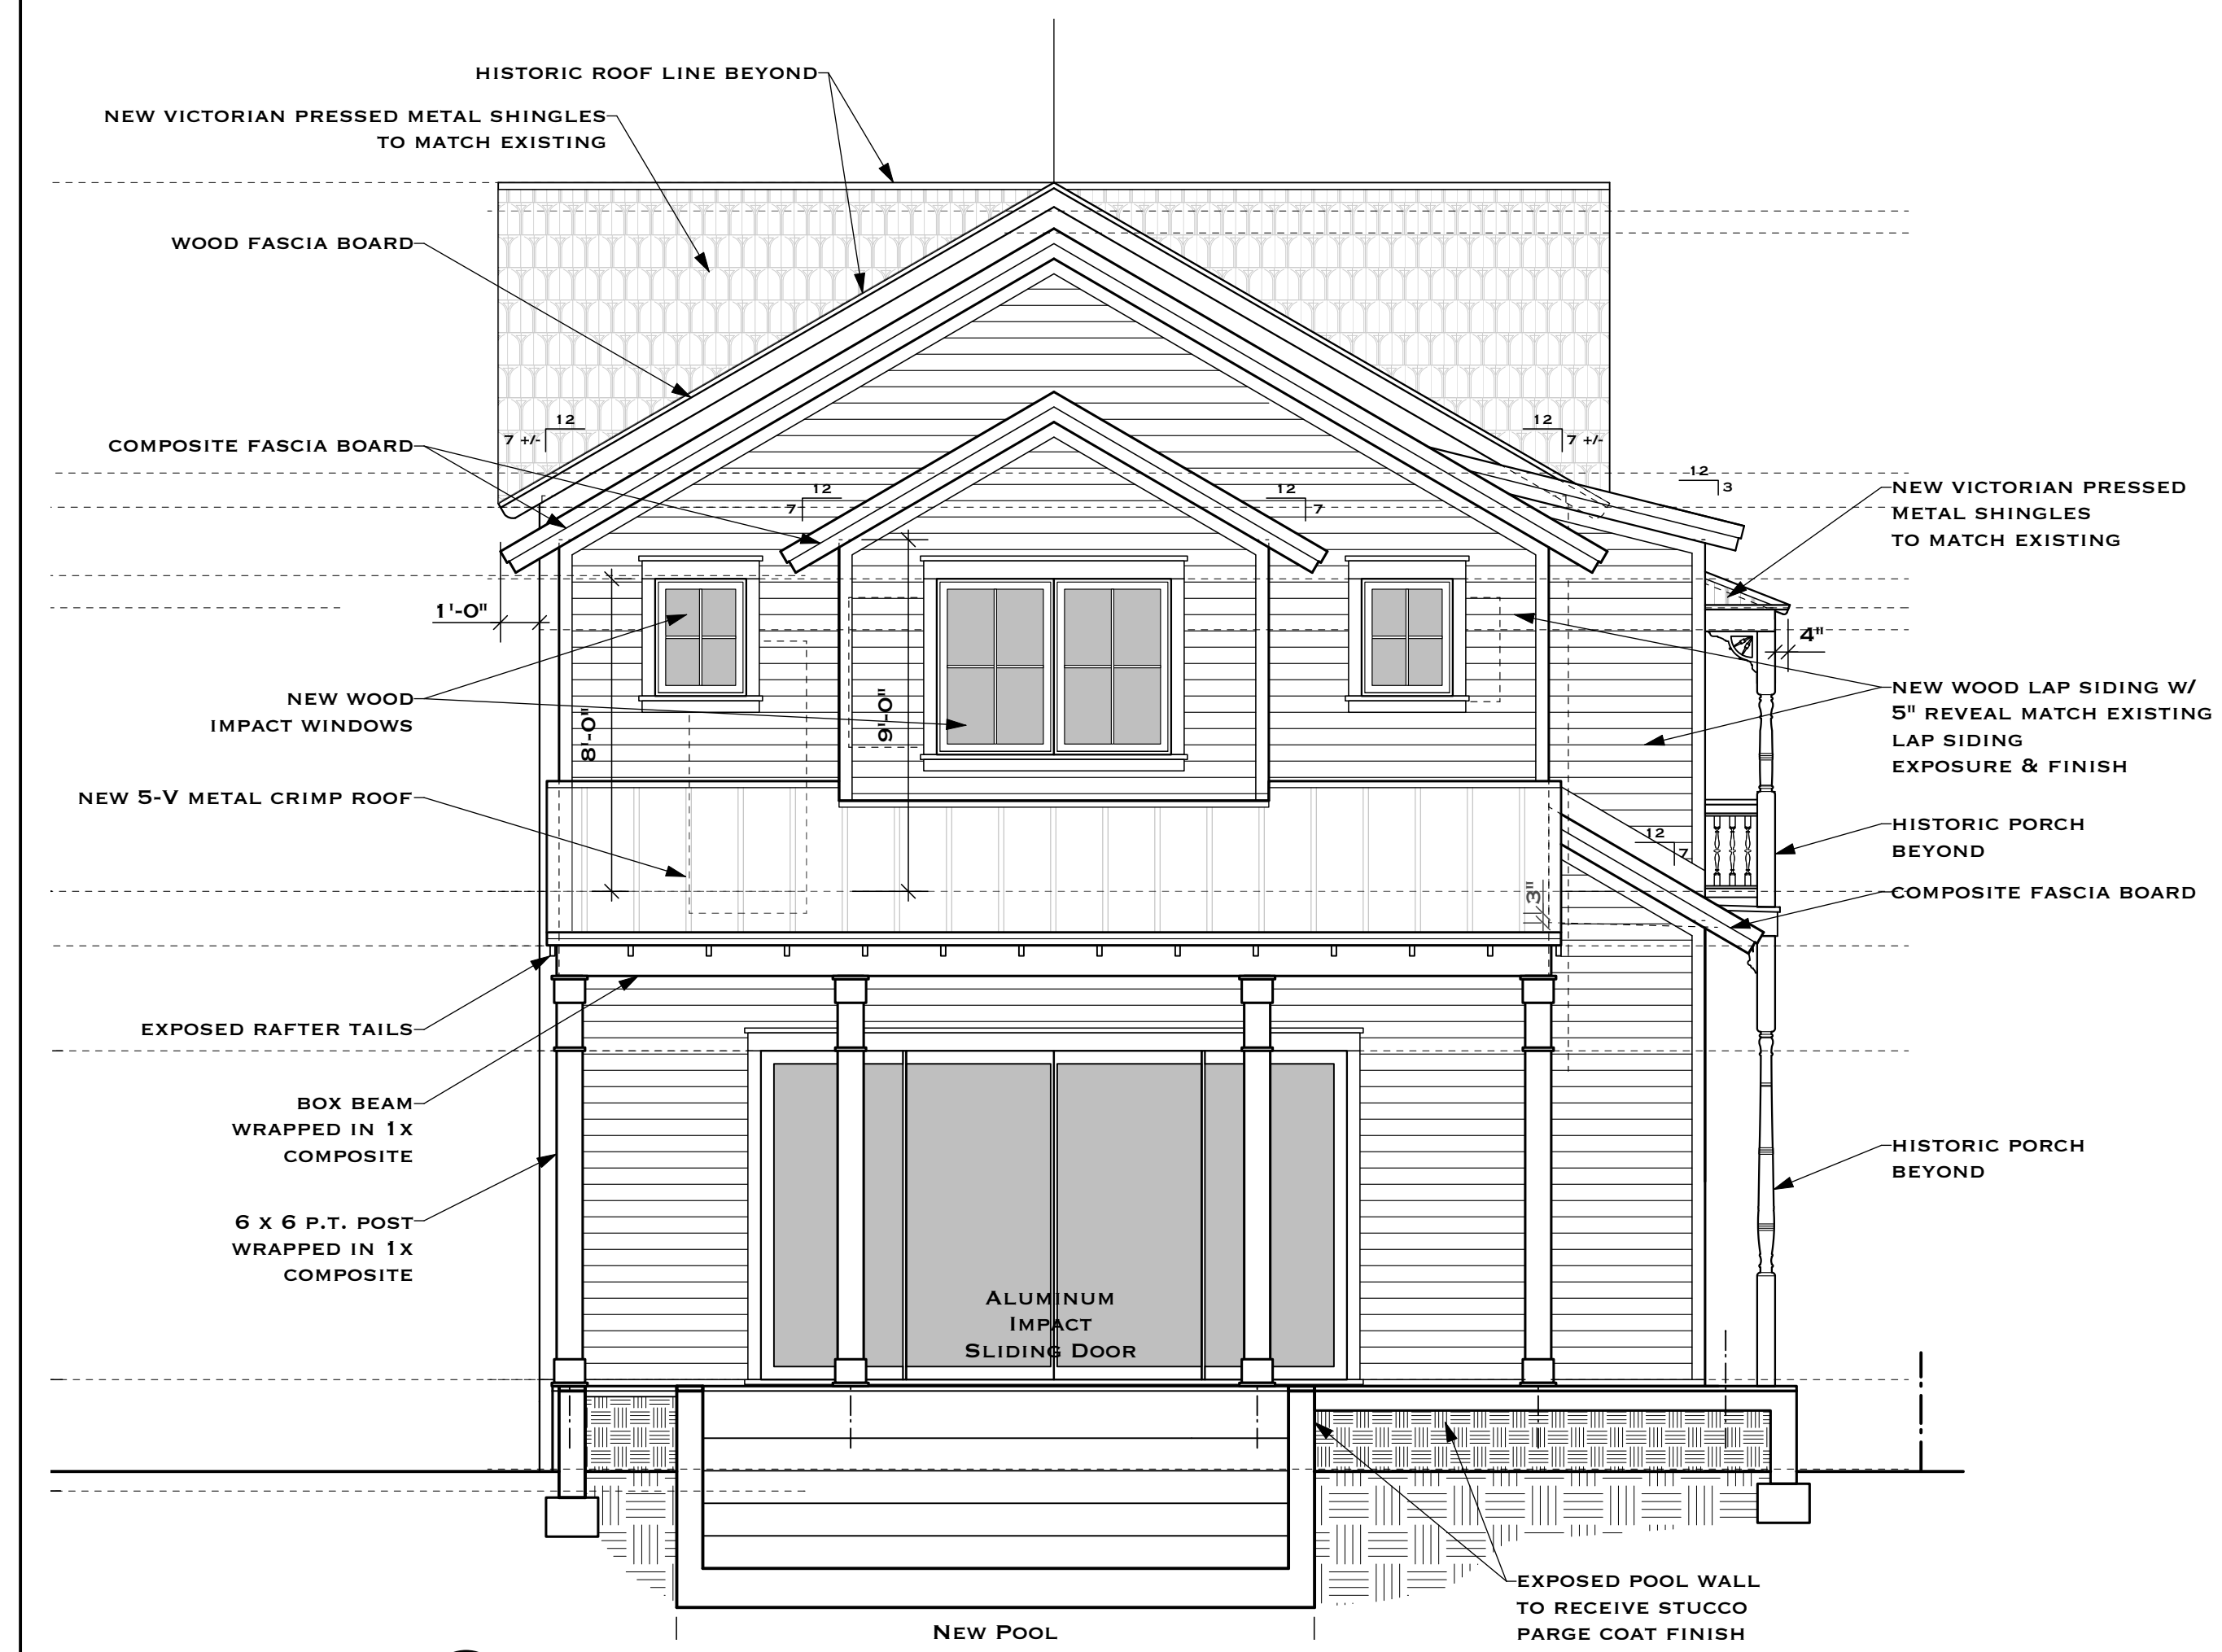 HISTORIC ROOF LINE BEYOND
NEW VICTORIAN PRESSED METAL SHINGLES
TO MATCH EXISTING
WOOD FASCIA BOARD
12
7 +/-
12
7 +/-
COMPOSITE FASCIA BOARD
12
3
12
7
12
7
NEW VICTORIAN PRESSED
METAL SHINGLES
TO MATCH EXISTING
1'-0"
4"
NEW WOOD
IMPACT WINDOWS
8'-0"
9'-0"
NEW WOOD LAP SIDING W/
5" REVEAL MATCH EXISTING
LAP SIDING
EXPOSURE & FINISH
NEW 5-V METAL CRIMP ROOF
12
7
HISTORIC PORCH
BEYOND
3"
COMPOSITE FASCIA BOARD
EXPOSED RAFTER TAILS
BOX BEAM
WRAPPED IN 1X
COMPOSITE
HISTORIC PORCH
BEYOND
6 X 6 P.T. POST
WRAPPED IN 1X
COMPOSITE
ALUMINUM
IMPACT
SLIDING DOOR
EXPOSED POOL WALL
TO RECEIVE STUCCO
PARGE COAT FINISH
NEW POOL